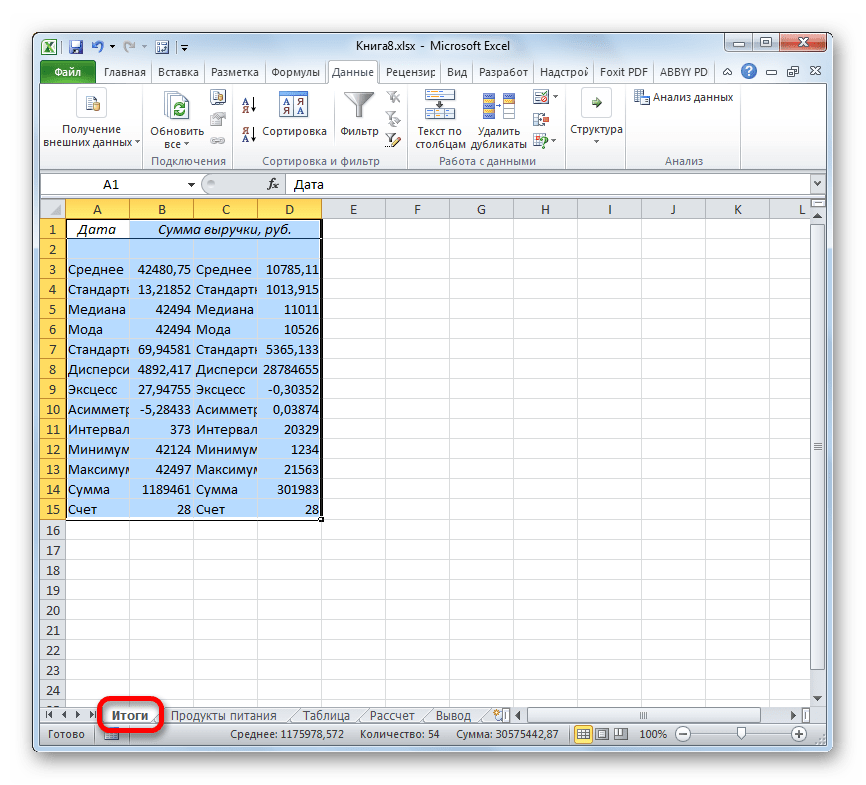 Книга8.xlsx - Microsoft Excel
Файл Главная Вставка Разметка Формулы Данные Рецензир Вид Разработ Надстрой Foxit PDF ABBYY PD
Получение внешних данных
Обновить все
Подключения
А Я
Я А
Сортировка
Фильтр
Сортировка и фильтр
Текст по столбцам
Удалить дубликаты
Работа с данными
Структура
Анализ данных
Анализ
A1 fx Дата
A B C D E F G H I J K L
1 Дата Сумма выручки, руб.
2
3 Среднее 42480,75 Среднее 10785,11
4 Стандартн 13,21852 Стандартн 1013,915
5 Медиана 42494 Медиана 11011
6 Мода 42494 Мода 10526
7 Стандартн 69,94581 Стандартн 5365,133
8 Дисперси 4892,417 Дисперси 28784655
9 Эксцесс 27,94755 Эксцесс -0,30352
10 Асимметр -5,28433 Асимметр 0,03874
11 Интервал 373 Интервал 20329
12 Минимум 42124 Минимум 1234
13 Максимум 42497 Максимум 21563
14 Сумма 1189461 Сумма 301983
15 Счет 28 Счет 28
16
17
18
19
20
21
22
23
24
Итоги Продукты питания Таблица Рассчет Вывод
Готово Среднее: 1175978,572 Количество: 54 Сумма: 30575442,87 100%